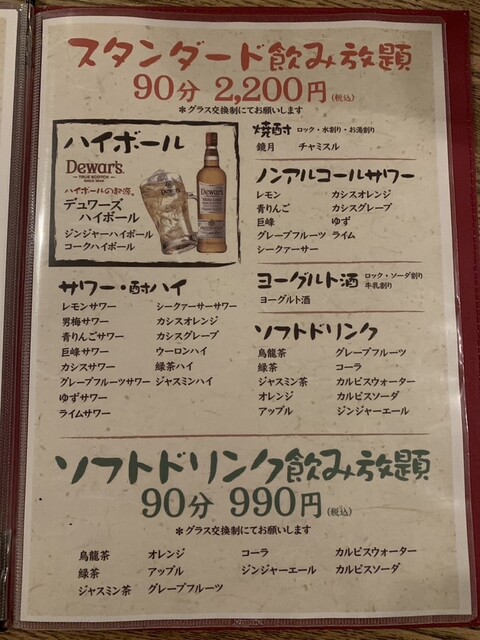 スタンダード飲み放題
90分 2,200円(税込)
＊グラス交換制にてお願いします
ハイボール
Dewar's
TRUE SCOTCH
SINCE 1846
ハイボールのお酒。
デュワーズ
ハイボール
ジンジャーハイボール
コークハイボール
焼酎 ロック・水割り・お湯割り
鏡月 チャミスル
ノンアルコールサワー
レモン カシスオレンジ
青りんご カシスグレープ
巨峰 ゆず
グレープフルーツ ライム
シークァーサー
ヨーグルト酒 ロック・ソーダ割り
牛乳割り
ヨーグルト酒
サワー・酎ハイ
レモンサワー シークァーサーサワー
男梅サワー カシスオレンジ
青りんごサワー カシスグレープ
巨峰サワー ウーロンハイ
カシスサワー 緑茶ハイ
グレープフルーツサワー ジャスミンハイ
ゆずサワー
ライムサワー
ソフトドリンク
烏龍茶 グレープフルーツ
緑茶 コーラ
ジャスミン茶 カルピスウォーター
オレンジ カルピスソーダ
アップル ジンジャーエール
ソフトドリンク飲み放題
90分 990円(税込)
＊グラス交換制にてお願いします
烏龍茶 オレンジ コーラ カルピスウォーター
緑茶 アップル ジンジャーエール カルピスソーダ
ジャスミン茶 グレープフルーツ